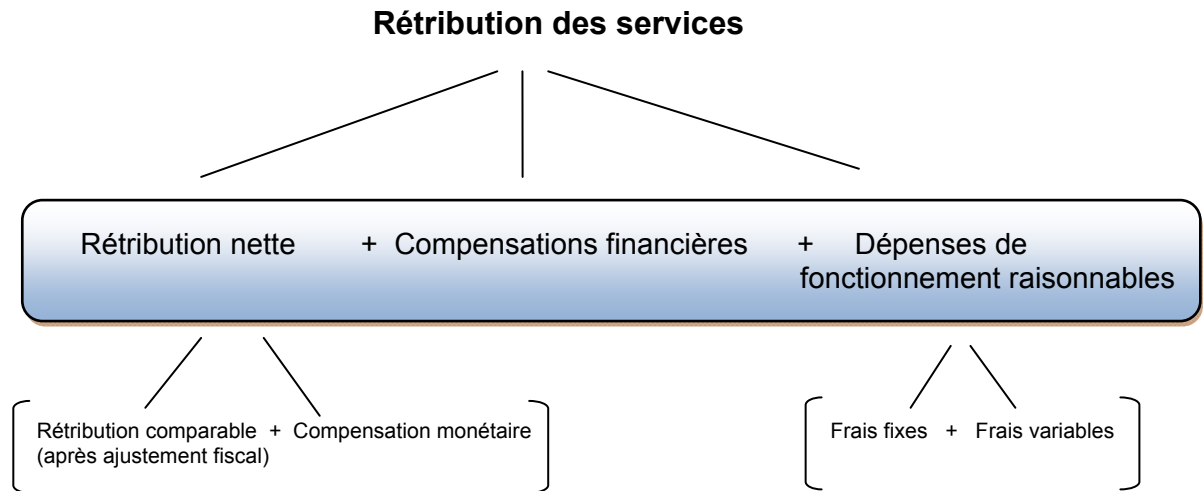 Rétribution des services
Rétribution nette + Compensations financières + Dépenses de
fonctionnement raisonnables
Rétribution comparable + Compensation monétaire
(après ajustement fiscal)
Frais fixes + Frais variables